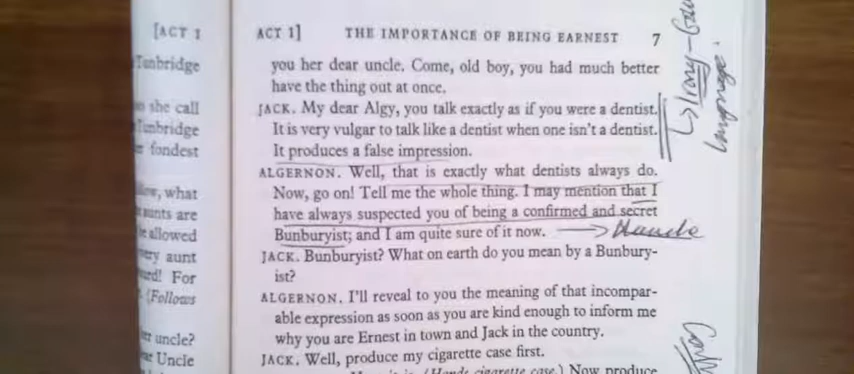 [ACT I
Tunbridge
she call
Tunbridge
fondest
what
aunts are
allowed
aunt
For
(Follows
uncle?
Uncle
ACT I] THE IMPORTANCE OF BEING EARNEST 7
you her dear uncle. Come, old boy, you had much better
have the thing out at once.
JACK. My dear Algy, you talk exactly as if you were a dentist.
It is very vulgar to talk like a dentist when one isn't a dentist.
It produces a false impression.
ALGERNON. Well, that is exactly what dentists always do.
Now, go on! Tell me the whole thing. I may mention that I
have always suspected you of being a confirmed and secret
Bunburyist; and I am quite sure of it now.
JACK. Bunburyist? What on earth do you mean by a Bunbury-
ist?
ALGERNON. I'll reveal to you the meaning of that incompar-
able expression as soon as you are kind enough to inform me
why you are Ernest in town and Jack in the country.
JACK. Well, produce my cigarette case first.
(Hands cigarette case.) Now produce
Irony
language.